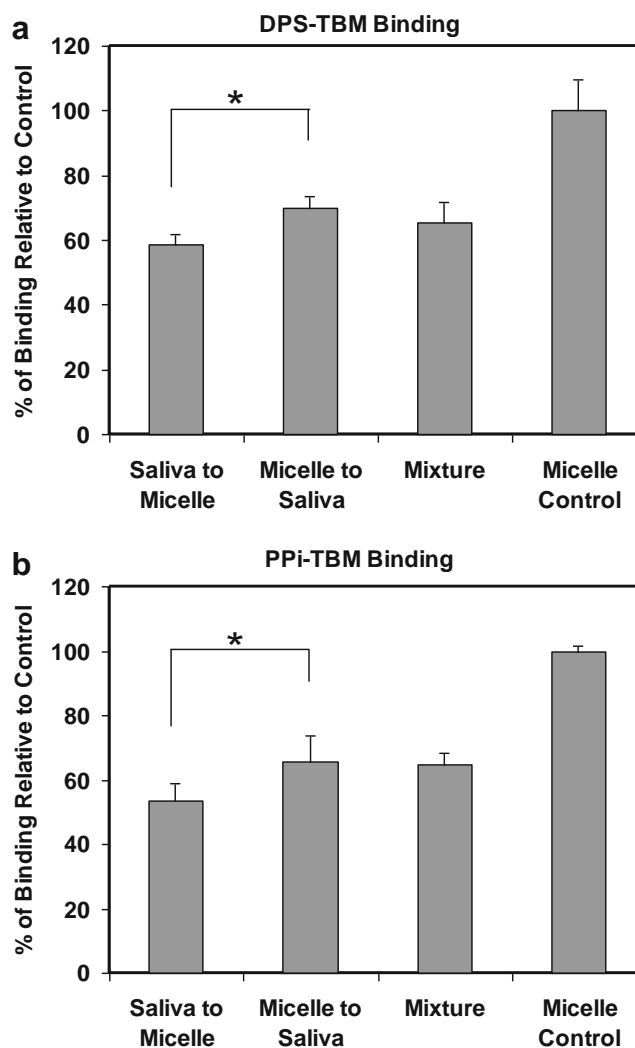 a
DPS-TBM Binding
% of Binding Relative to Control
120
100
80
60
40
20
0
*
Saliva to Micelle
Micelle to Saliva
Mixture
Micelle Control
b
PPi-TBM Binding
% of Binding Relative to Control
120
100
80
60
40
20
0
*
Saliva to Micelle
Micelle to Saliva
Mixture
Micelle Control